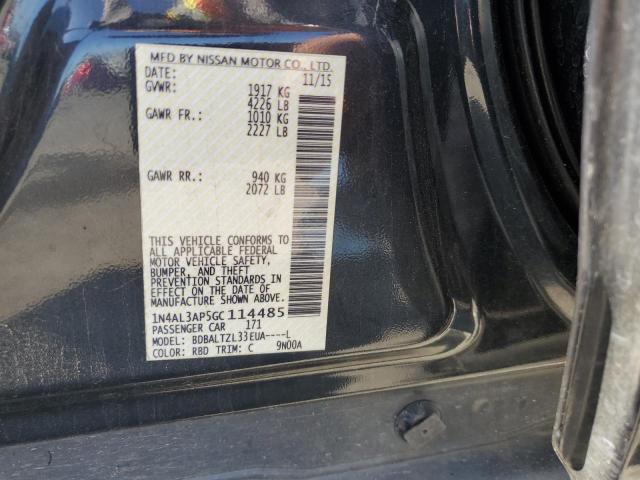 MFD BY NISSAN MOTOR CO., LTD.
DATE: 11/15
GVWR: 1917 KG
4226 LB
GAWR FR.: 1010 KG
2227 LB
GAWR RR.: 940 KG
2072 LB
THIS VEHICLE CONFORMS TO
ALL APPLICABLE FEDERAL
MOTOR VEHICLE SAFETY,
BUMPER, AND THEFT
PREVENTION STANDARDS IN
EFFECT ON THE DATE OF
MANUFACTURE SHOWN ABOVE.
1N4AL3AP5GC114485
PASSENGER CAR 171
MODEL: BDBALTZL33EUA----L
COLOR: RBD TRIM: C 9N00A